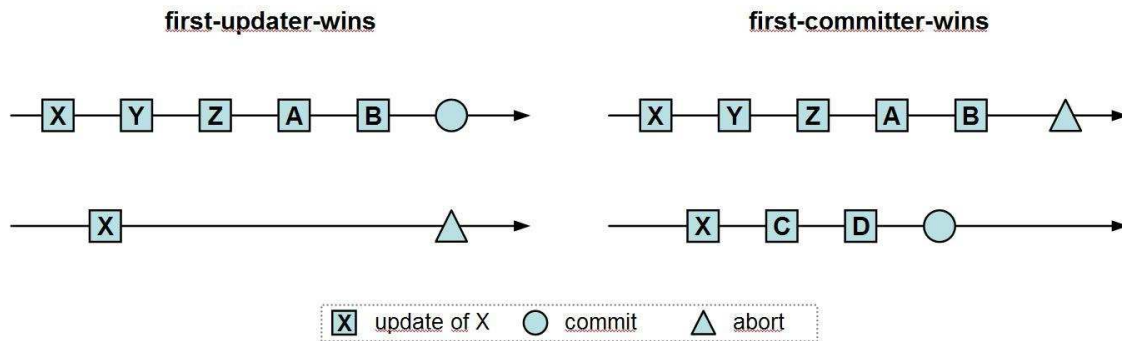 first-updater-wins
first-committer-wins
X Y Z A B
X Y Z A B
X
X C D
X update of X commit abort